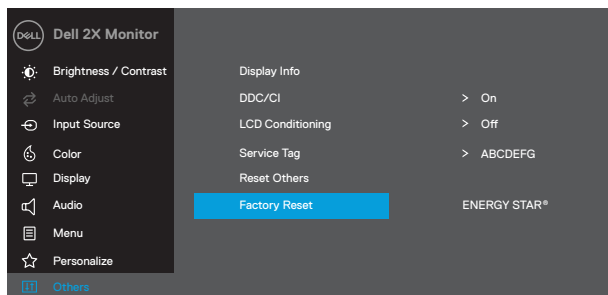 DELL Dell 2X Monitor
Brightness / Contrast Display Info
Auto Adjust DDC/CI > On
Input Source LCD Conditioning > Off
Color Service Tag > ABCDEFG
Display Reset Others
Audio Factory Reset ENERGY STAR®
Menu
Personalize
Others